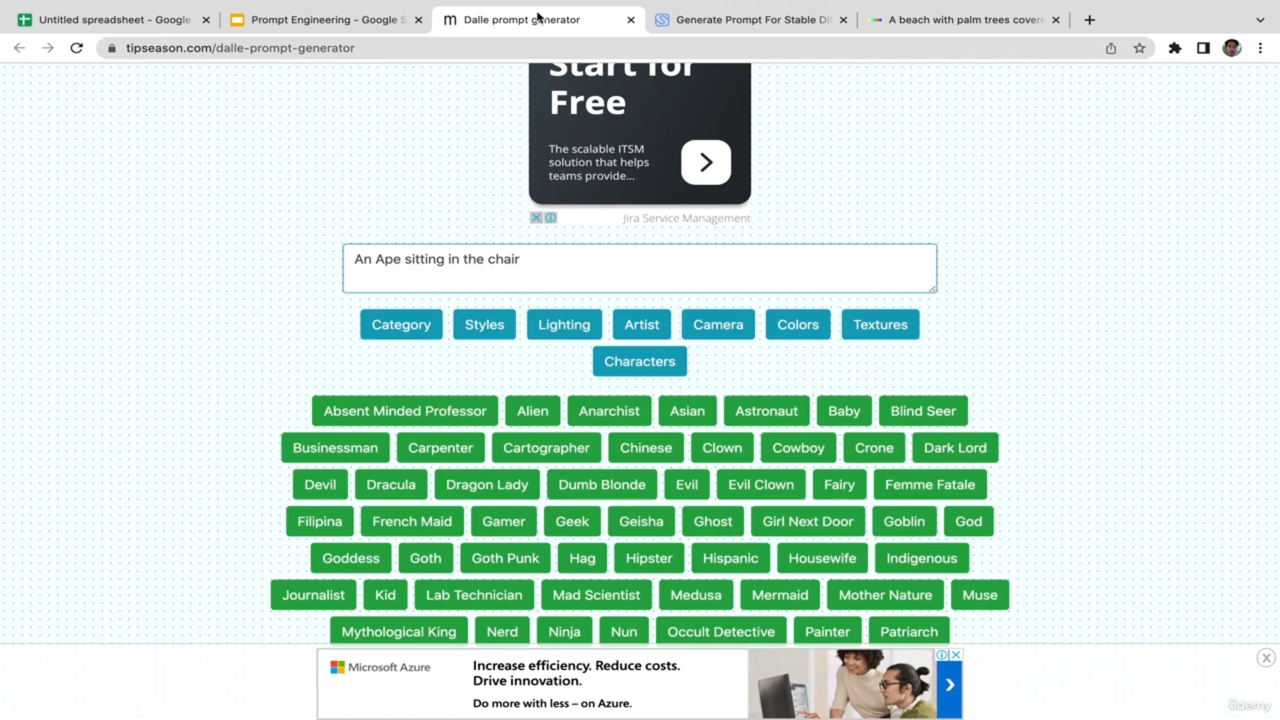 Untitled spreadsheet - Google
Prompt Engineering - Google S
Dalle prompt generator
Generate Prompt For Stable Di
A beach with palm trees cover
tipseason.com/dalle-prompt-generator
Start for
Free
The scalable ITSM
solution that helps
teams provide...
Jira Service Management
An Ape sitting in the chair
Category Styles Lighting Artist Camera Colors Textures
Characters
Absent Minded Professor Alien Anarchist Asian Astronaut Baby Blind Seer
Businessman Carpenter Cartographer Chinese Clown Cowboy Crone Dark Lord
Devil Dracula Dragon Lady Dumb Blonde Evil Evil Clown Fairy Femme Fatale
Filipina French Maid Gamer Geek Geisha Ghost Girl Next Door Goblin God
Goddess Goth Goth Punk Hag Hipster Hispanic Housewife Indigenous
Journalist Kid Lab Technician Mad Scientist Medusa Mermaid Mother Nature Muse
Mythological King Nerd Ninja Nun Occult Detective Painter Patriarch
Microsoft Azure
Increase efficiency. Reduce costs.
Drive innovation.
Do more with less – on Azure.
ûdemy